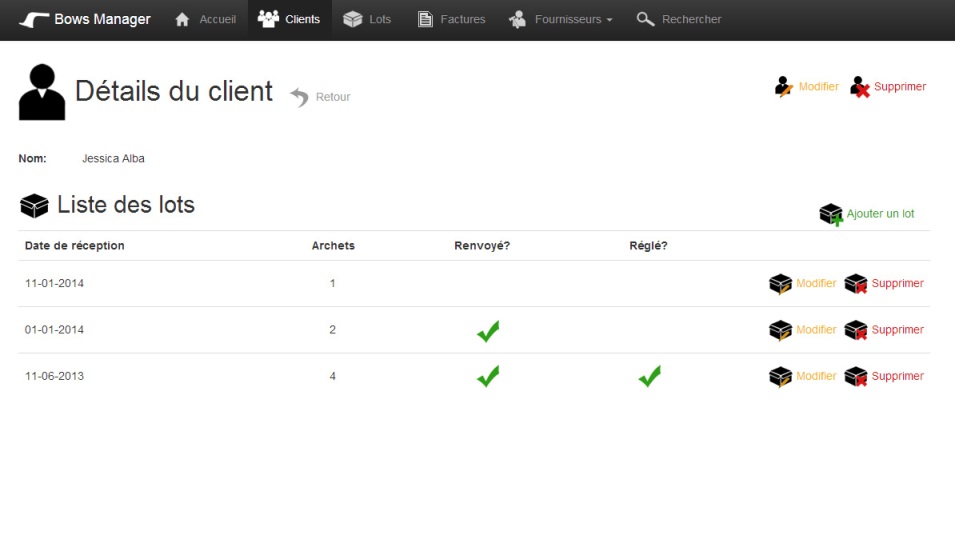 Bows Manager Accueil Clients Lots Factures Fournisseurs Rechercher
Détails du client Retour Modifier Supprimer
Nom: Jessica Alba
Liste des lots Ajouter un lot
Date de réception Archets Renvoyé? Réglé?
11-01-2014 1 Modifier Supprimer
01-01-2014 2 Modifier Supprimer
11-06-2013 4 Modifier Supprimer